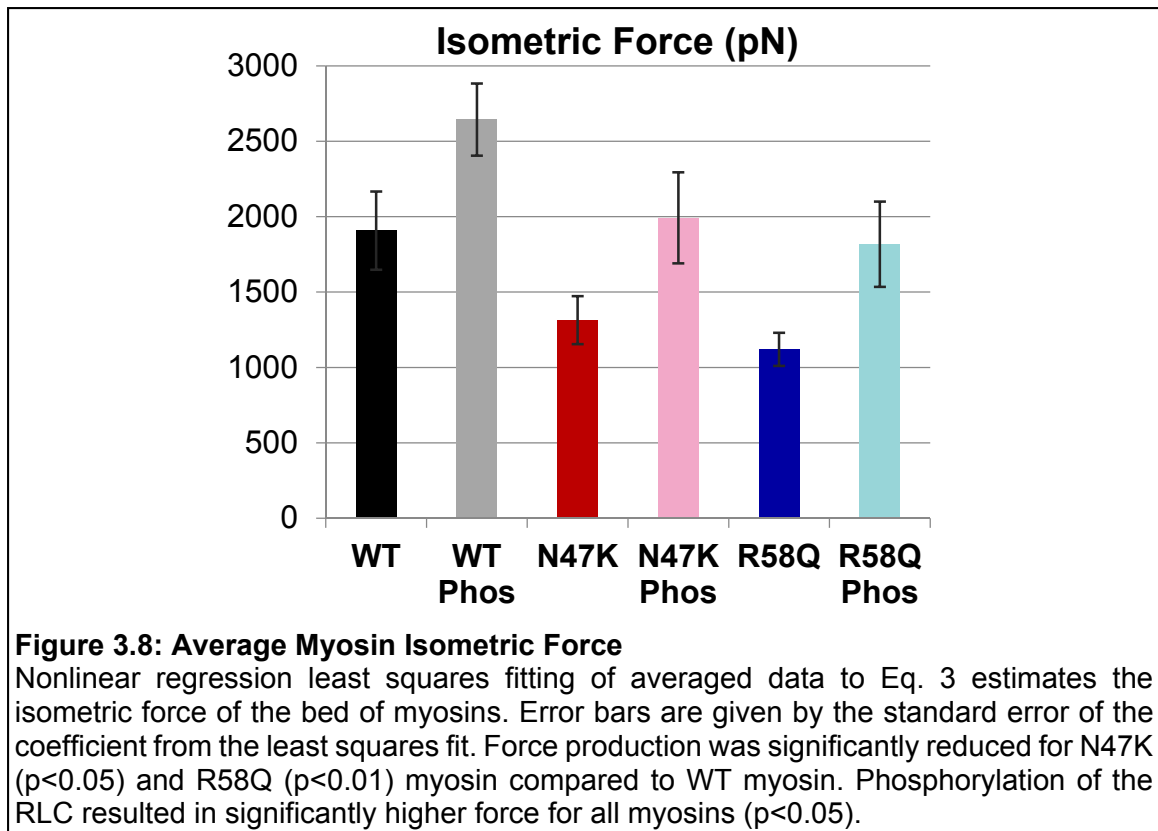 Isometric Force (pN)
3000
2500
2000
1500
1000
500
0
WT
WT
Phos
N47K
N47K
Phos
R58Q
R58Q
Phos
Figure 3.8: Average Myosin Isometric Force
Nonlinear regression least squares fitting of averaged data to Eq. 3 estimates the
isometric force of the bed of myosins. Error bars are given by the standard error of the
coefficient from the least squares fit. Force production was significantly reduced for N47K
(p<0.05) and R58Q (p<0.01) myosin compared to WT myosin. Phosphorylation of the
RLC resulted in significantly higher force for all myosins (p<0.05).